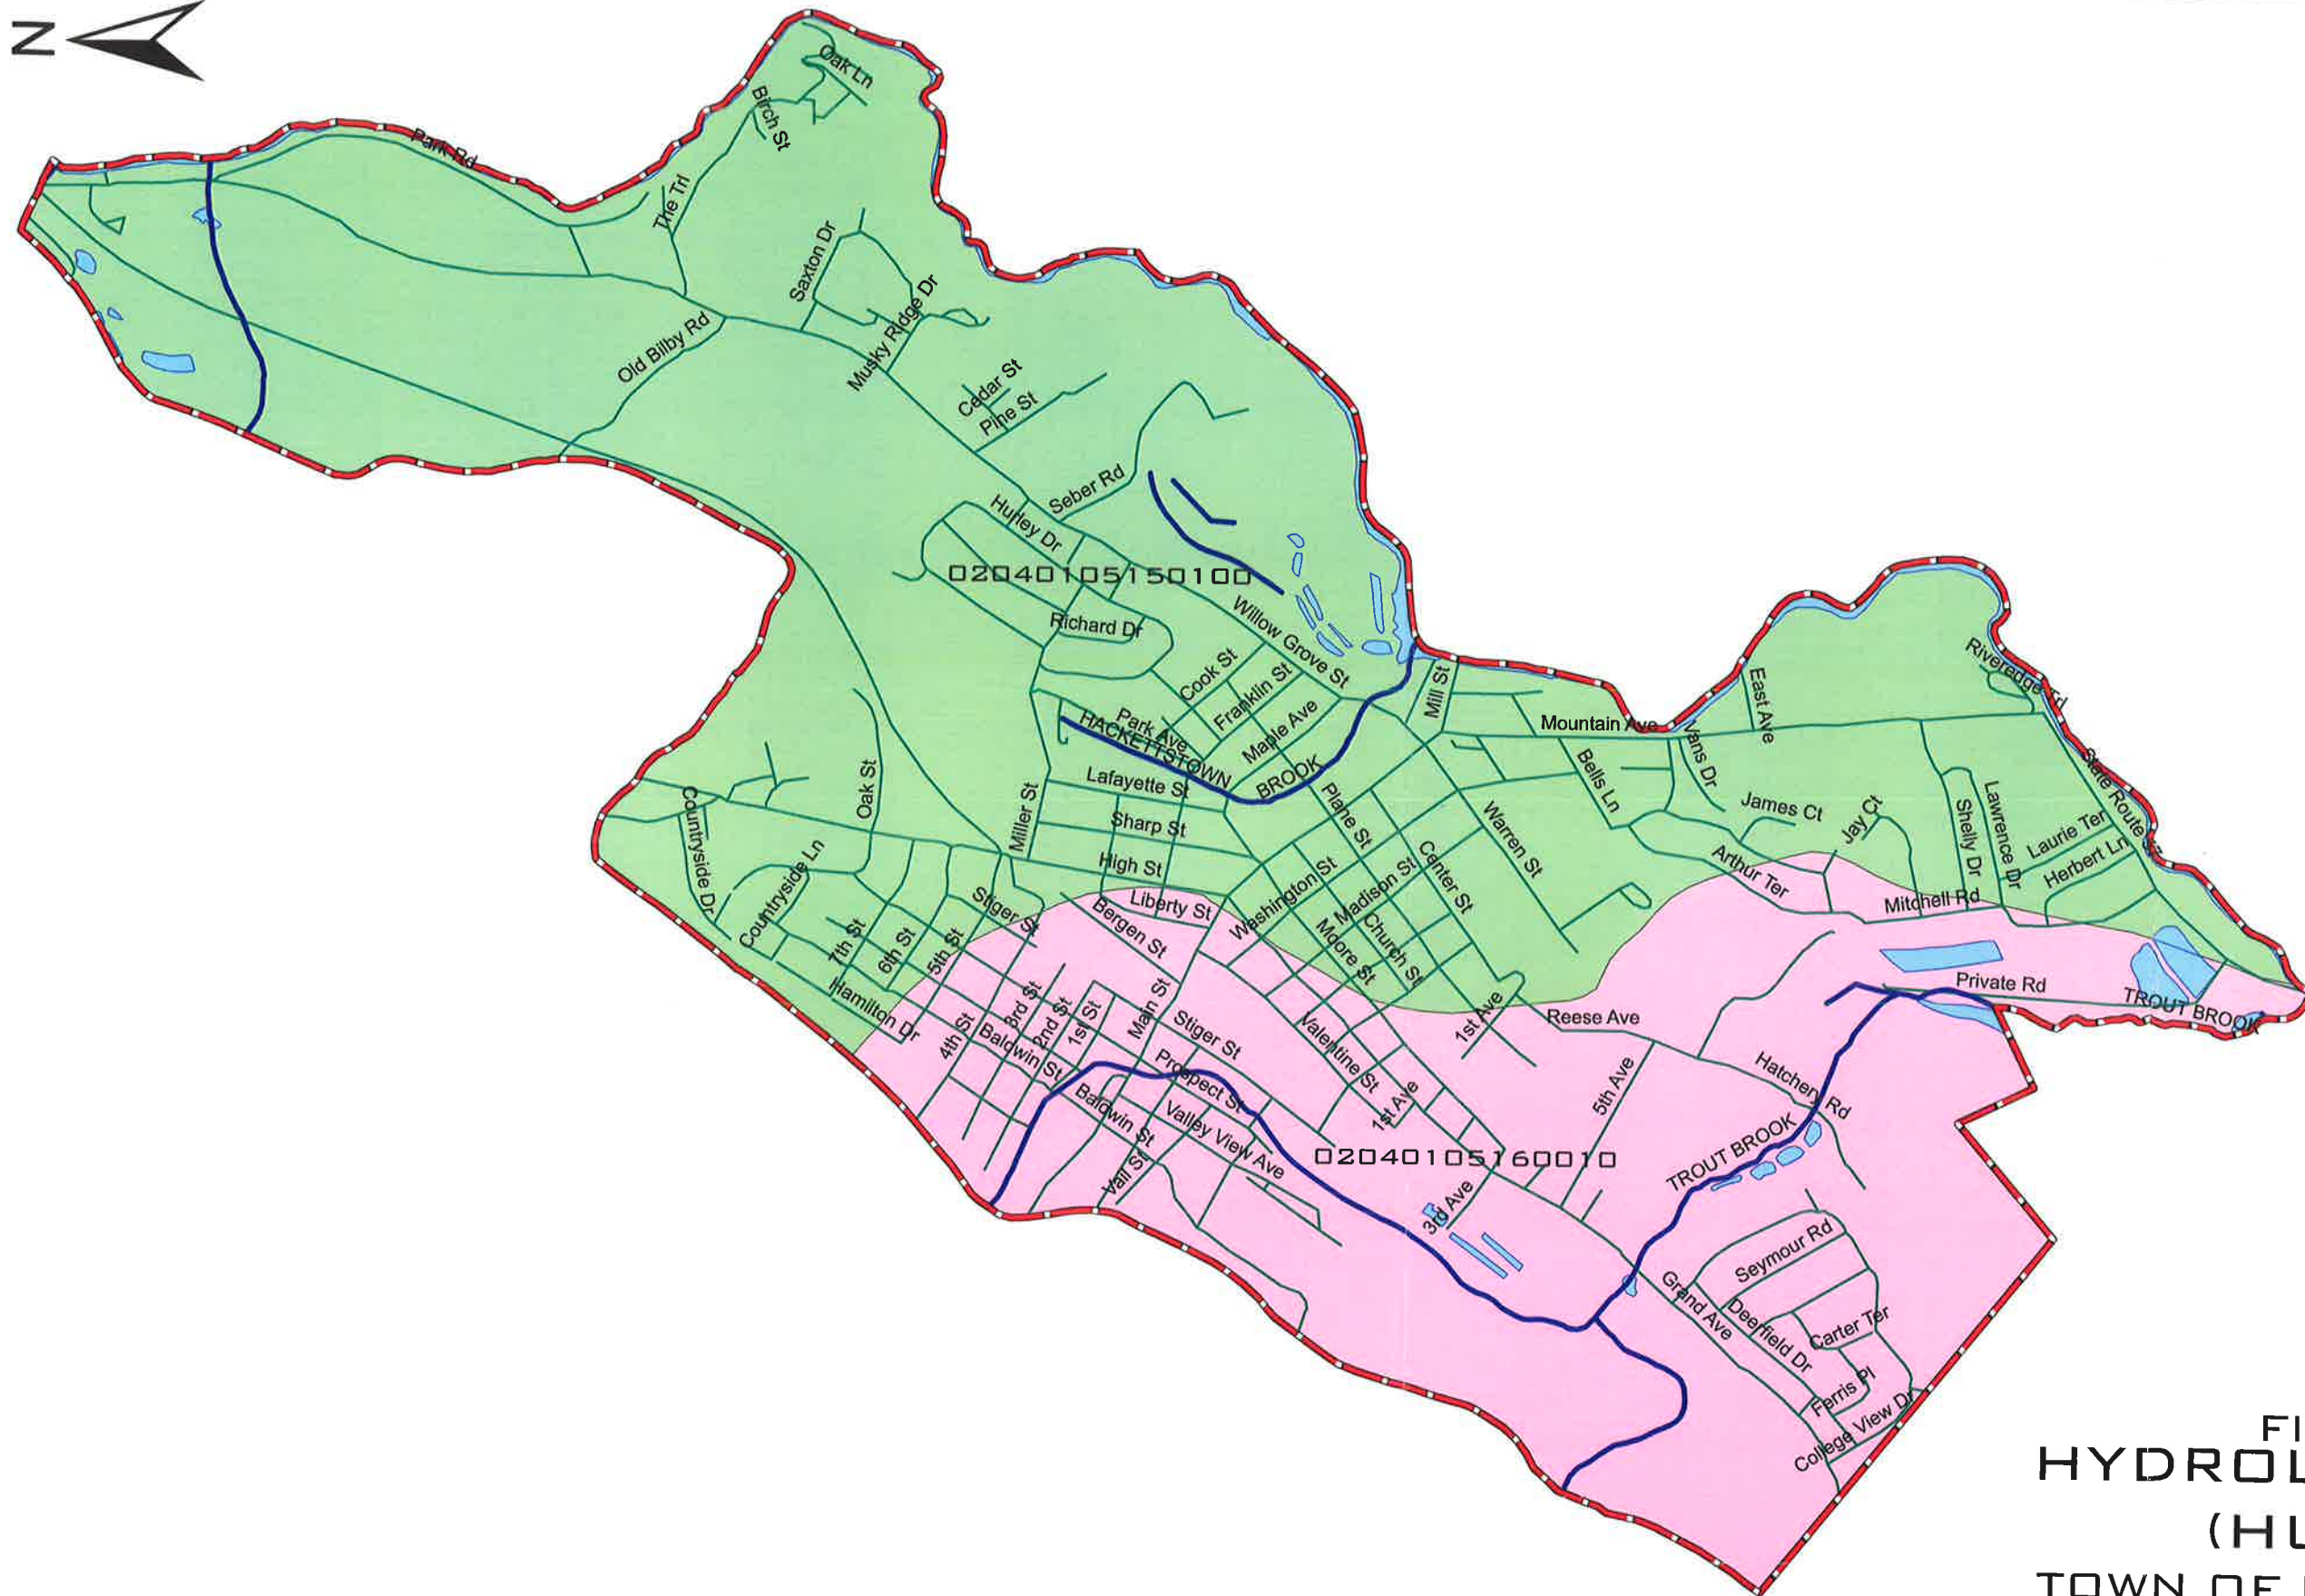 N
Oak Ln
Birch St
Park Rd
The Trl
Saxton Dr
Musky Ridge Dr
Old Bilby Rd
Cedar St
Pine St
Seber Rd
Hurley Dr
02040105150100
Richard Dr
Willow Grove St
Cook St
Franklin St
Maple Ave
Park Ave
HACKETTSTOWN
BROOK
Mill St
Mountain Ave
East Ave
Vans Dr
Riveredge Trl
State Route 57
Bells Ln
James Ct
Jay Ct
Shelly Dr
Lawrence Dr
Laurie Ter
Herbert Ln
Arthur Ter
Mitchell Rd
Oak St
Miller St
Lafayette St
Sharp St
High St
Liberty St
Plane St
Warren St
Center St
Washington St
Madison St
Church St
Moore St
Countryside Dr
Countryside Ln
Stiger St
Bergen St
7th St
6th St
5th St
Hamilton Dr
4th St
3rd St
2nd St
1st St
Main St
Baldwin St
Stiger St
Prospect St
Valentine St
1st Ave
Reese Ave
Private Rd
TROUT BROOK
Hatchery Rd
5th Ave
1st Ave
Baldwin St
Valley View Ave
Vail St
02040105160010
TROUT BROOK
3rd Ave
Seymour Rd
Grand Ave
Deerfield Dr
Carter Ter
Ferris Pl
College View Dr
FI
HYDROL
(HU
TOWN OF